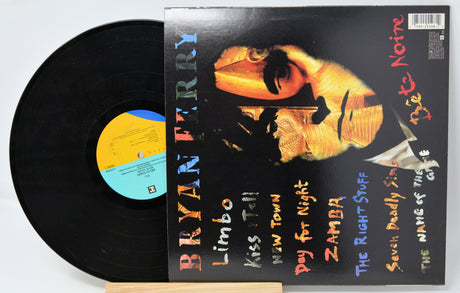 BRYAN FERRY
Limbo
Kiss & Tell
NEW TOWN
Day for Night
ZAMBA
THE RIGHT STUFF
Seven Deadly Sins
THE NAME OF THE GAME
Bête Noire